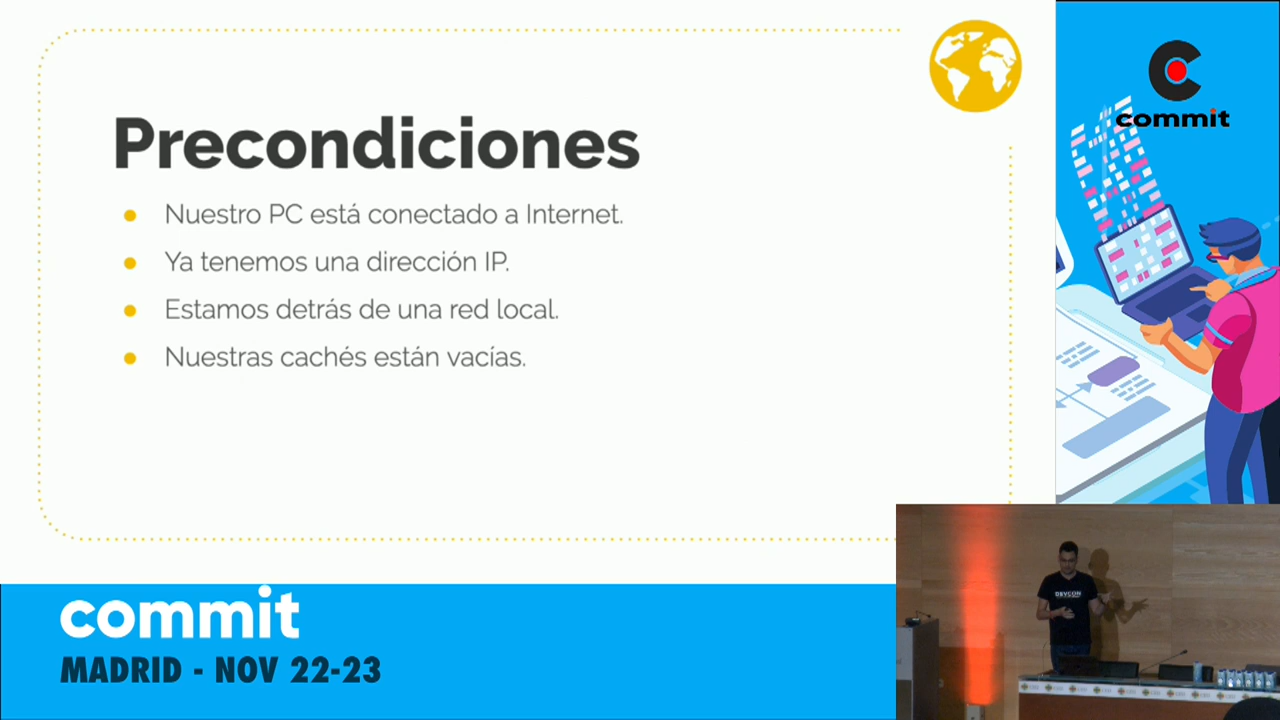 Precondiciones
Nuestro PC está conectado a Internet.
Ya tenemos una dirección IP.
Estamos detrás de una red local.
Nuestras cachés están vacías.
commit
commit
MADRID - NOV 22-23